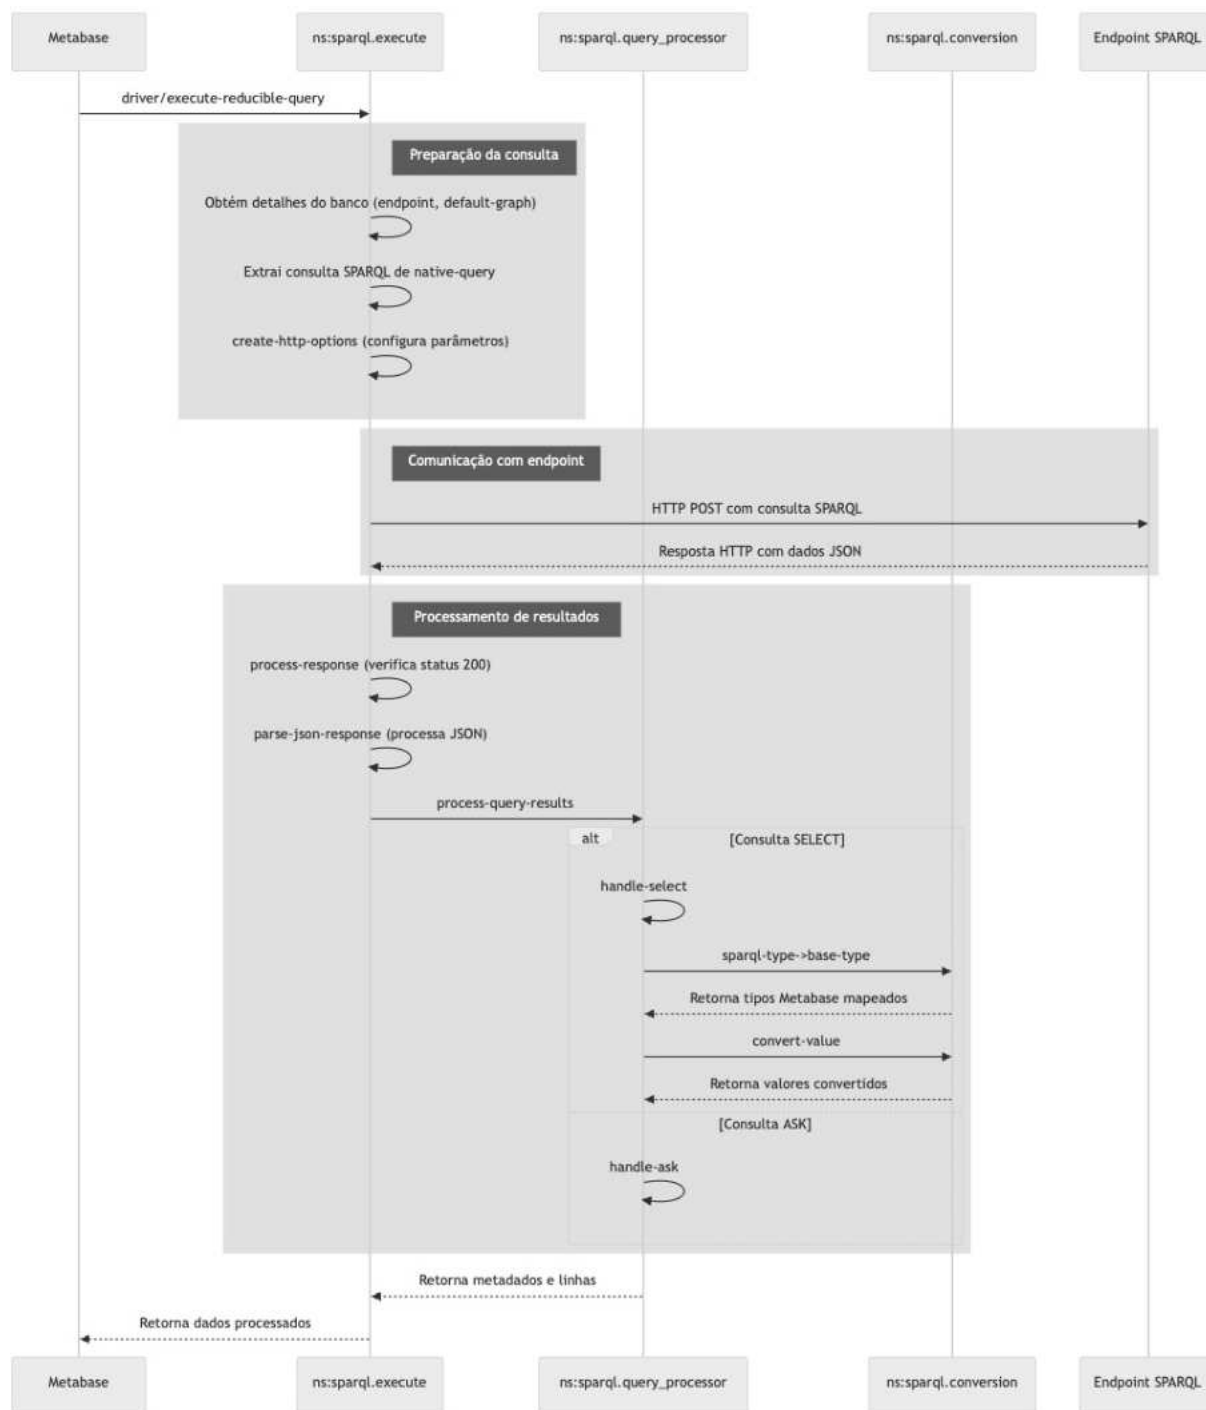 Metabase
ns:sparql.execute
ns:sparql.query_processor
ns:sparql.conversion
Endpoint SPARQL
driver/execute-reducible-query
Preparação da consulta
Obtém detalhes do banco (endpoint, default-graph)
Extrai consulta SPARQL de native-query
create-http-options (configura parâmetros)
Comunicação com endpoint
HTTP POST com consulta SPARQL
Resposta HTTP com dados JSON
Processamento de resultados
process-response (verifica status 200)
parse-json-response (processa JSON)
process-query-results
alt
[Consulta SELECT]
handle-select
sparql-type->base-type
Retorna tipos Metabase mapeados
convert-value
Retorna valores convertidos
[Consulta ASK]
handle-ask
Retorna metadados e linhas
Retorna dados processados
Metabase
ns:sparql.execute
ns:sparql.query_processor
ns:sparql.conversion
Endpoint SPARQL